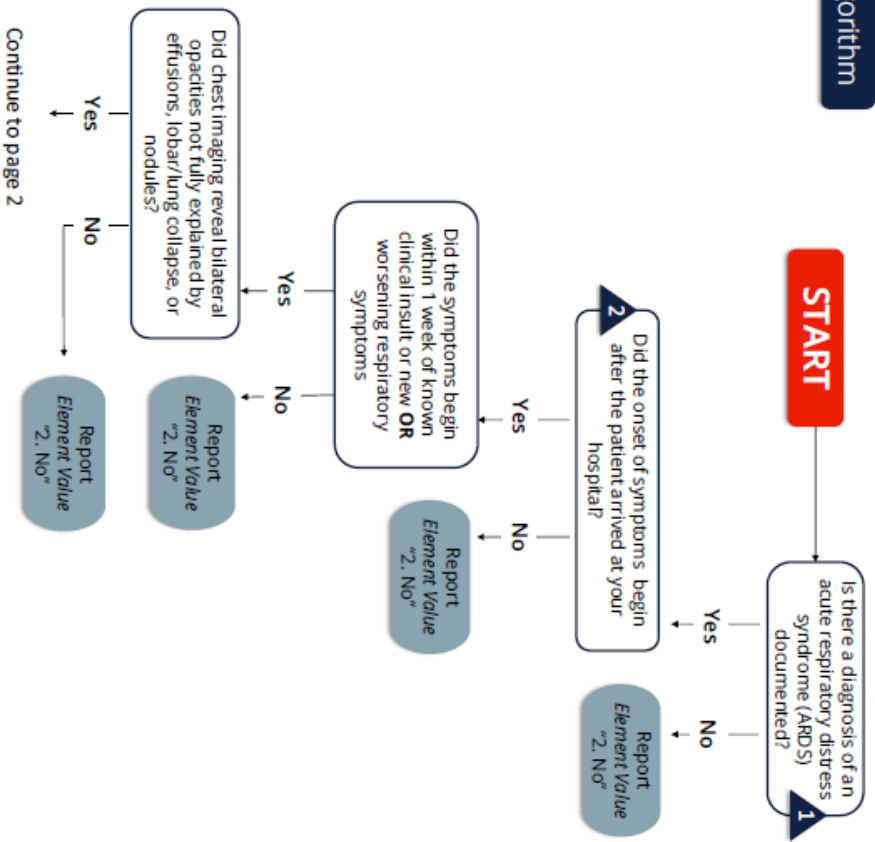 gorithm
START
Is there a diagnosis of an
acute respiratory distress
syndrome (ARDS)
documented?
1
Yes
No
Report
Element Value
“2. No”
2
Did the onset of symptoms begin
after the patient arrived at your
hospital?
Yes
No
Report
Element Value
“2. No”
Did the symptoms begin
within 1 week of known
clinical insult or new OR
worsening respiratory
symptoms
Yes
No
Report
Element Value
“2. No”
Did chest imaging reveal bilateral
opacities not fully explained by
effusions, lobar/lung collapse, or
nodules?
Yes
No
Report
Element Value
“2. No”
Continue to page 2